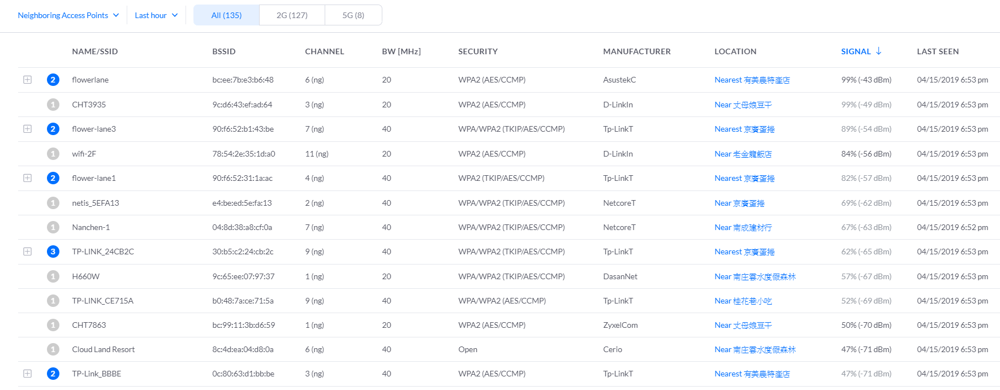 Neighboring Access Points Last hour All (135) 2G (127) 5G (8)
NAME/SSID BSSID CHANNEL BW [MHz] SECURITY MANUFACTURER LOCATION SIGNAL ↓ LAST SEEN
2 flowerlane bc:ee:7b:e3:b6:48 6 (ng) 20 WPA2 (AES/CCMP) AsustekC Nearest 有美農特產店 99% (-43 dBm) 04/15/2019 6:53 pm
1 CHT3935 9c:d6:43:ef:ad:64 3 (ng) 20 WPA2 (AES/CCMP) D-LinkIn Near 丈母娘豆干 99% (-49 dBm) 04/15/2019 6:53 pm
2 flower-lane3 90:f6:52:b1:43:be 7 (ng) 40 WPA/WPA2 (TKIP/AES/CCMP) Tp-LinkT Nearest 京廣蛋捲 89% (-54 dBm) 04/15/2019 6:53 pm
1 wifi-2F 78:54:2e:35:1d:a0 11 (ng) 20 WPA2 (AES/CCMP) D-LinkIn Near 老金龍飯店 84% (-56 dBm) 04/15/2019 6:53 pm
2 flower-lane1 90:f6:52:31:1a:ac 4 (ng) 40 WPA2 (TKIP/AES/CCMP) Tp-LinkT Nearest 京廣蛋捲 82% (-57 dBm) 04/15/2019 6:53 pm
1 netis_5EFA13 e4:be:ed:5e:fa:13 2 (ng) 40 WPA/WPA2 (TKIP/AES/CCMP) NetcoreT Near 京廣蛋捲 69% (-62 dBm) 04/15/2019 6:53 pm
1 Nanchen-1 04:8d:38:a8:cf:0a 7 (ng) 40 WPA/WPA2 (TKIP/AES/CCMP) NetcoreT Near 南成建材行 67% (-63 dBm) 04/15/2019 6:52 pm
3 TP-LINK_24CB2C 30:b5:c2:24:cb:2c 9 (ng) 40 WPA/WPA2 (TKIP/AES/CCMP) Tp-LinkT Nearest 京廣蛋捲 62% (-65 dBm) 04/15/2019 6:53 pm
1 H660W 9c:65:ee:07:97:37 1 (ng) 20 WPA/WPA2 (TKIP/AES/CCMP) DasanNet Near 南庄雲水度假森林 57% (-67 dBm) 04/15/2019 6:53 pm
1 TP-LINK_CE715A b0:48:7a:ce:71:5a 9 (ng) 40 WPA/WPA2 (AES/CCMP) Tp-LinkT Near 桂花巷小吃 52% (-69 dBm) 04/15/2019 6:53 pm
1 CHT7863 bc:99:11:3b:d6:59 1 (ng) 20 WPA2 (AES/CCMP) ZyxelCom Near 丈母娘豆干 50% (-70 dBm) 04/15/2019 6:53 pm
1 Cloud Land Resort 8c:4d:ea:04:d8:0a 6 (ng) 40 Open Cerio Near 南庄雲水度假森林 47% (-71 dBm) 04/15/2019 6:53 pm
2 TP-Link_BBBE 0c:80:63:d1:bb:be 3 (ng) 40 WPA2 (AES/CCMP) Tp-LinkT Nearest 有美農特產店 47% (-71 dBm) 04/15/2019 6:53 pm